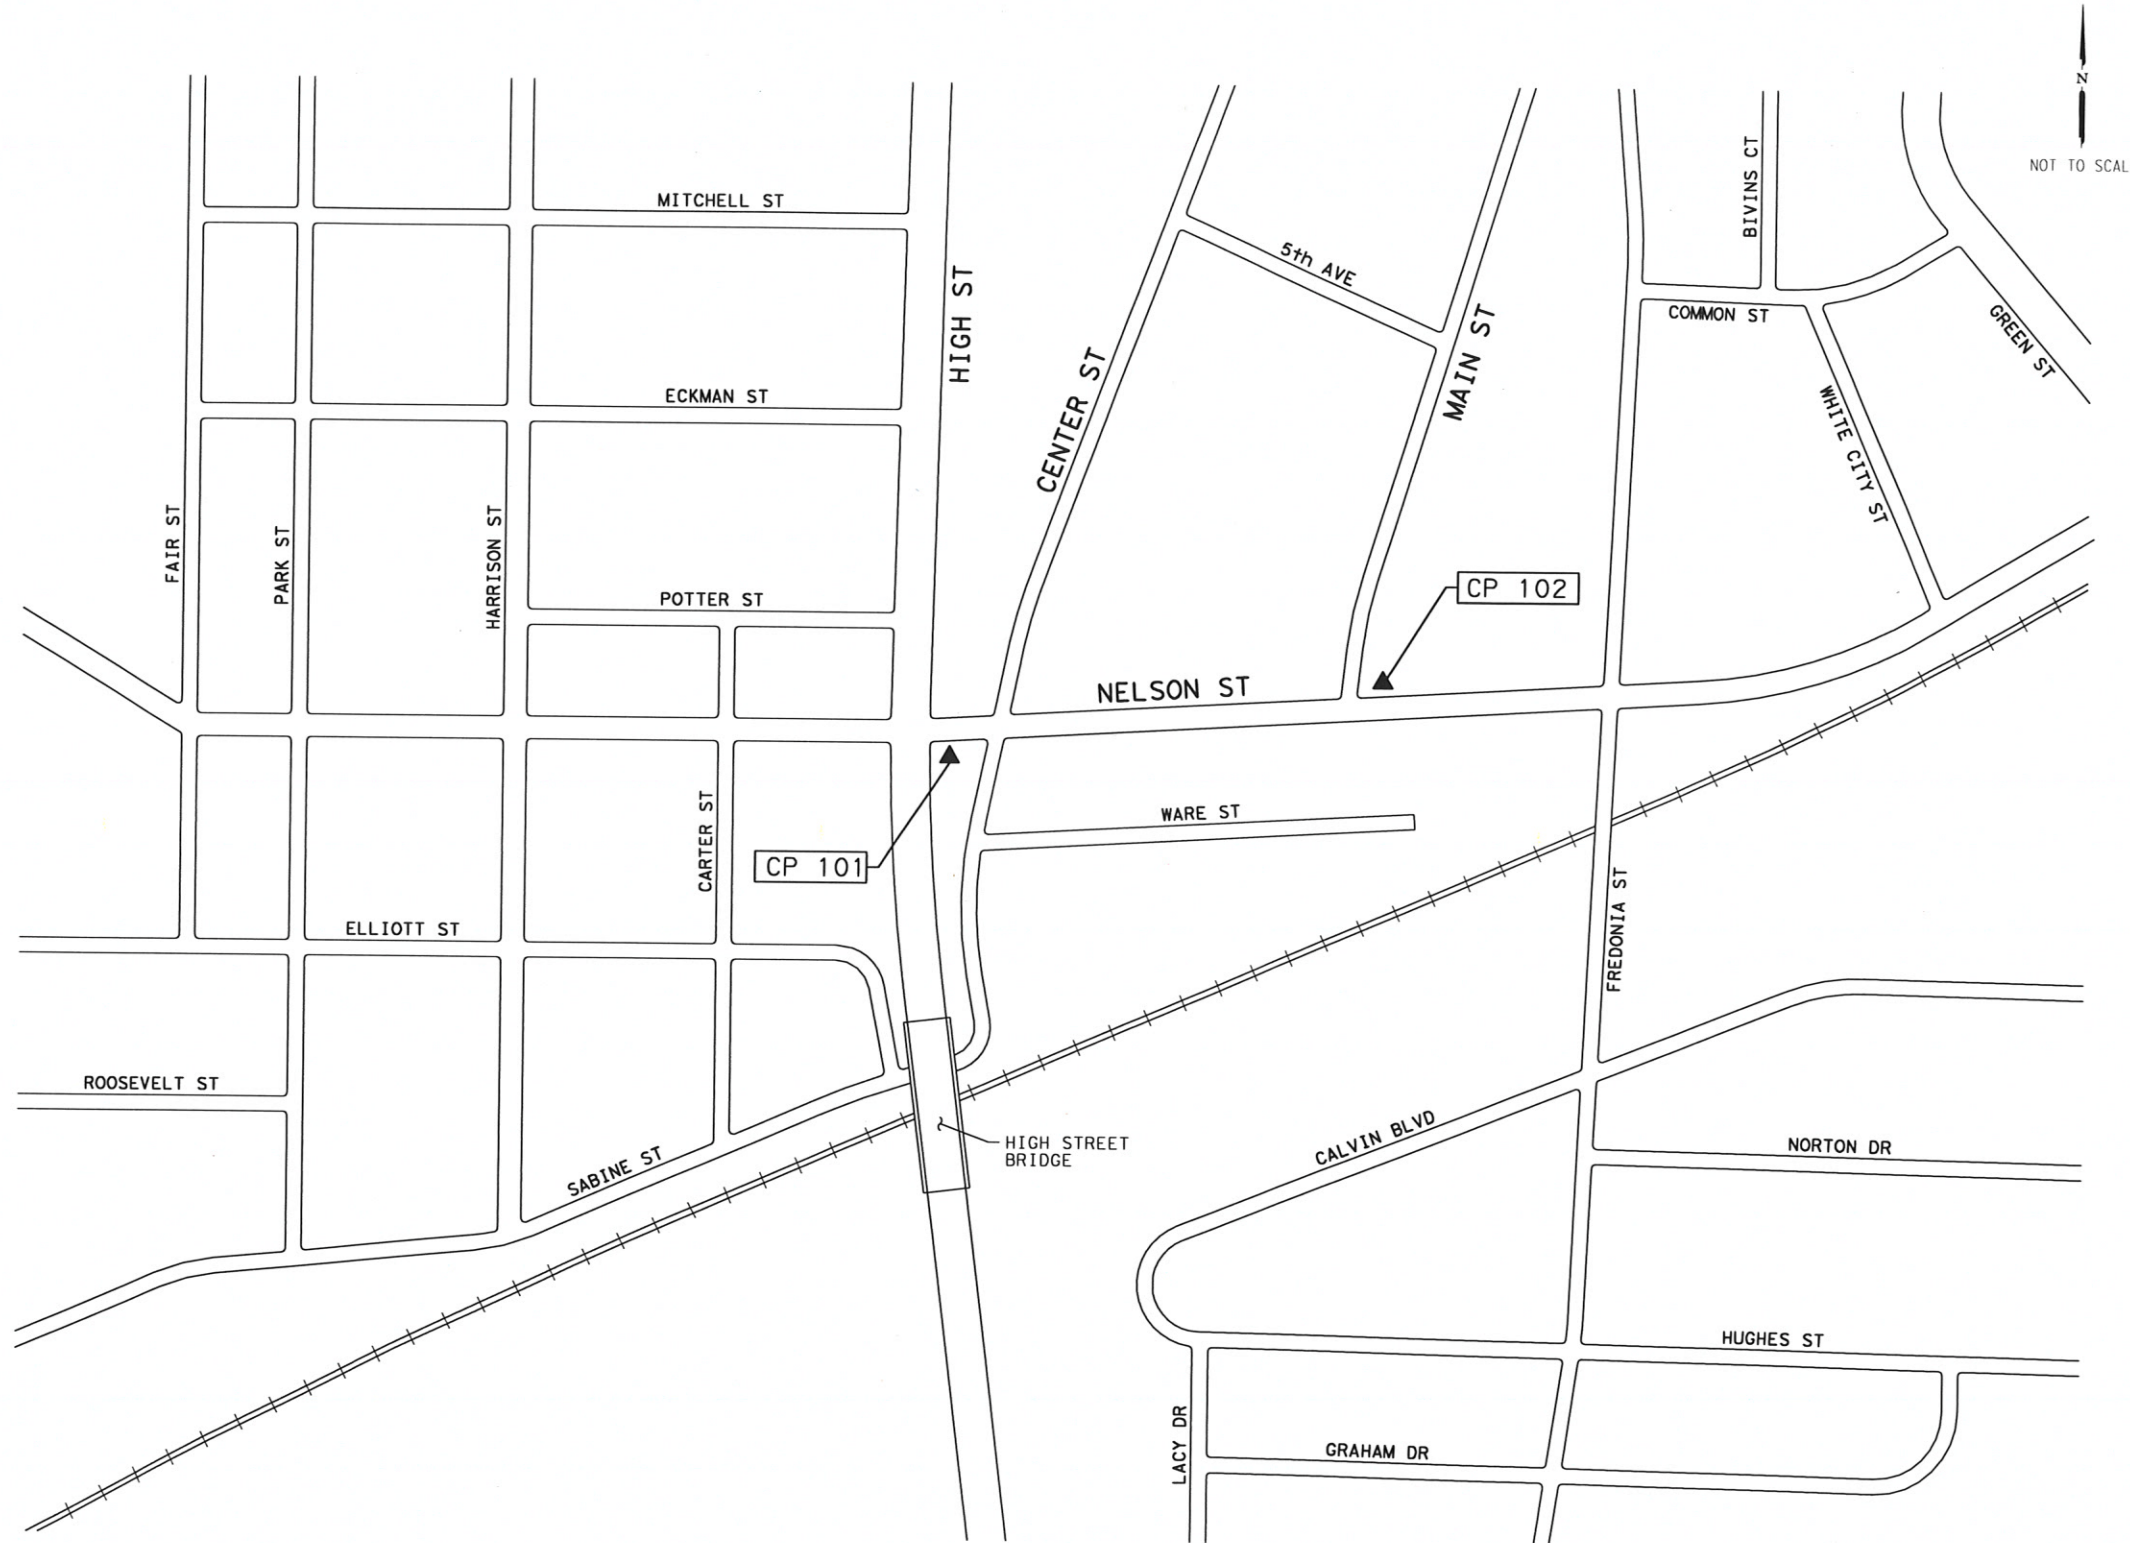 N
NOT TO SCAL
BIVINS CT
MITCHELL ST
5th AVE
HIGH ST
MAIN ST
COMMON ST
GREEN ST
CENTER ST
ECKMAN ST
WHITE CITY ST
FAIR ST
PARK ST
HARRISON ST
POTTER ST
CP 102
NELSON ST
WARE ST
CARTER ST
CP 101
FREDONIA ST
ELLIOTT ST
ROOSEVELT ST
SABINE ST
HIGH STREET
BRIDGE
CALVIN BLVD
NORTON DR
HUGHES ST
LACY DR
GRAHAM DR